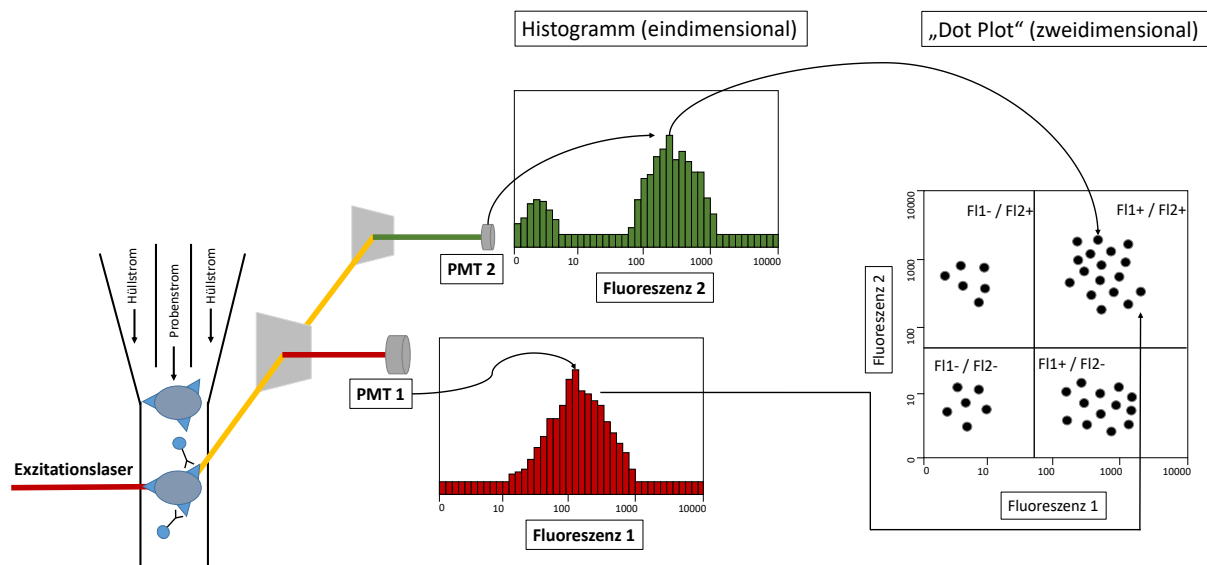 Histogramm (eindimensional)
„Dot Plot“ (zweidimensional)
Hüllstrom
Probenstrom
Hüllstrom
Exzitationslaser
PMT 2
0 10 100 1000 10000
Fluoreszenz 2
PMT 1
0 10 100 1000 10000
Fluoreszenz 1
Fluoreszenz 2
0 10 100 1000 10000
Fl1- / Fl2+
Fl1+ / Fl2+
Fl1- / Fl2-
Fl1+ / Fl2-
0 10 100 1000 10000
Fluoreszenz 1